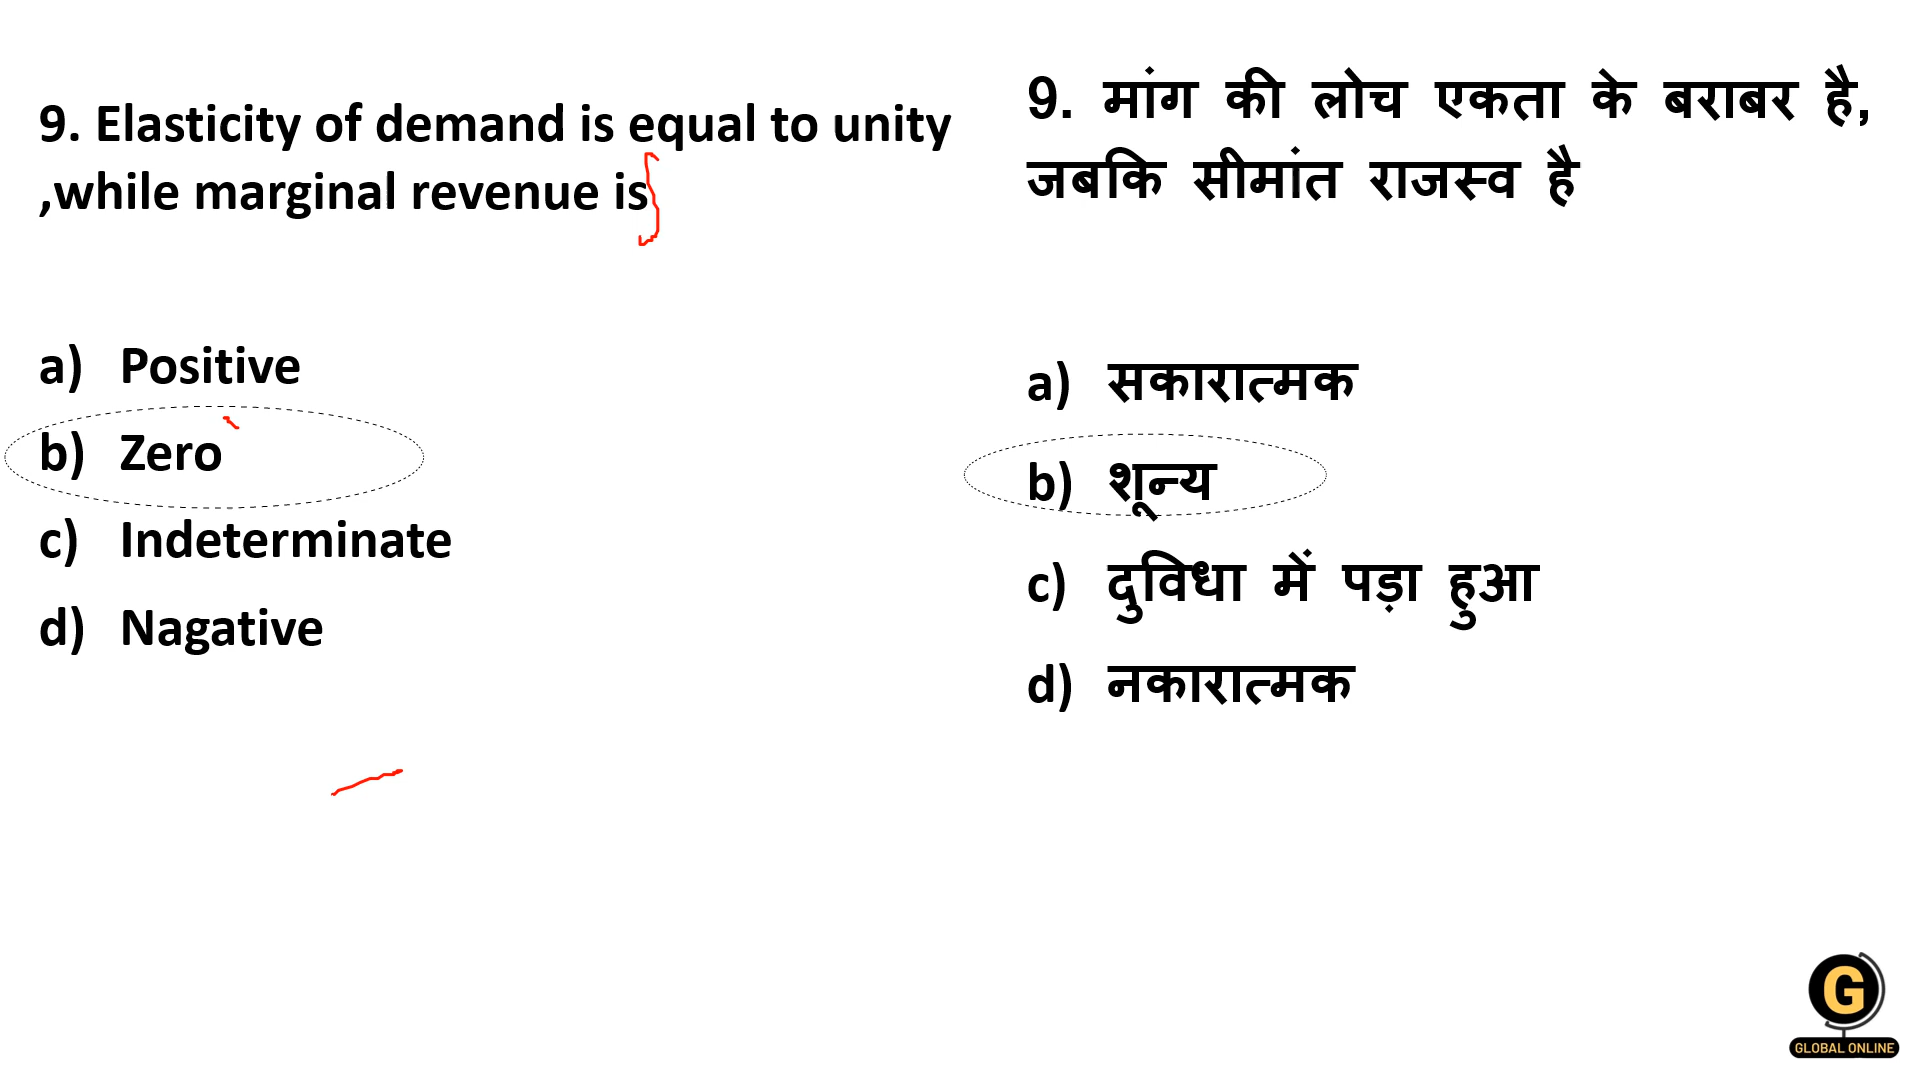 9. Elasticity of demand is equal to unity
,while marginal revenue is
a) Positive
b) Zero
c) Indeterminate
d) Nagative
9. मांग की लोच एकता के बराबर है,
जबकि सीमांत राजस्व है
a) सकारात्मक
b) शून्य
c) दुविधा में पड़ा हुआ
d) नकारात्मक
G
GLOBAL ONLINE